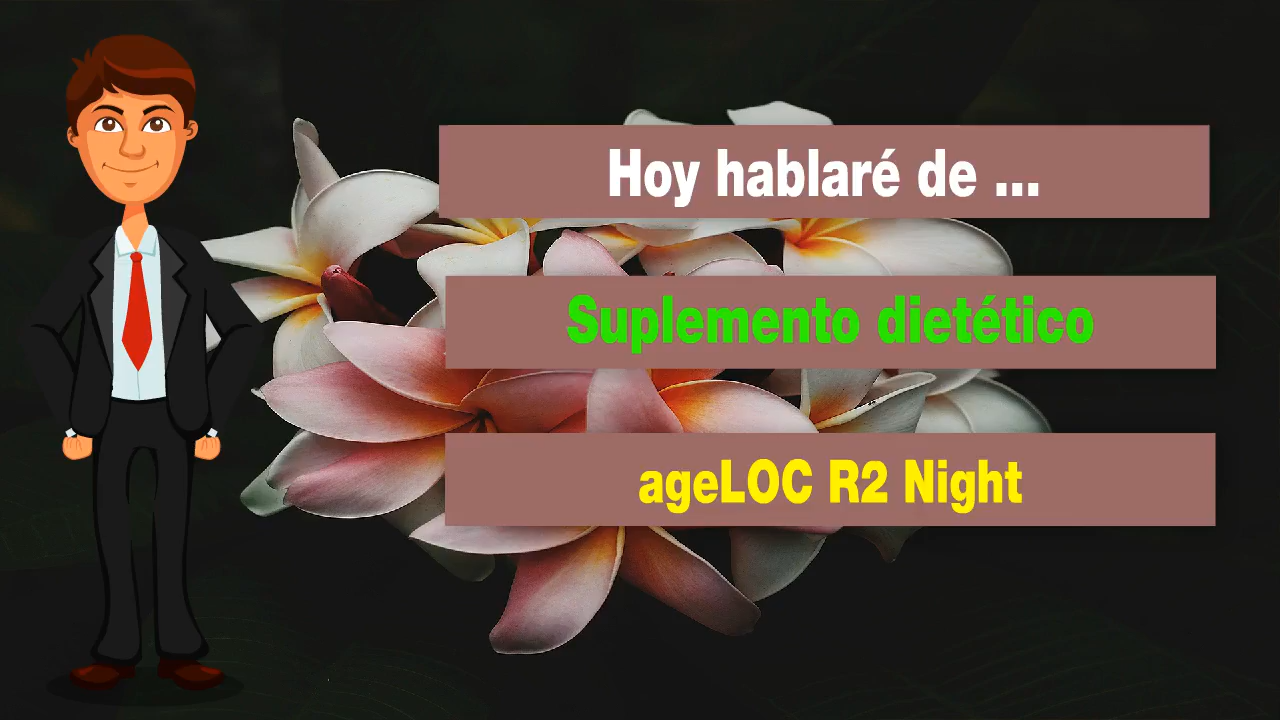 Hoy hablaré de ...
Suplemento dietético
ageLOC R2 Night